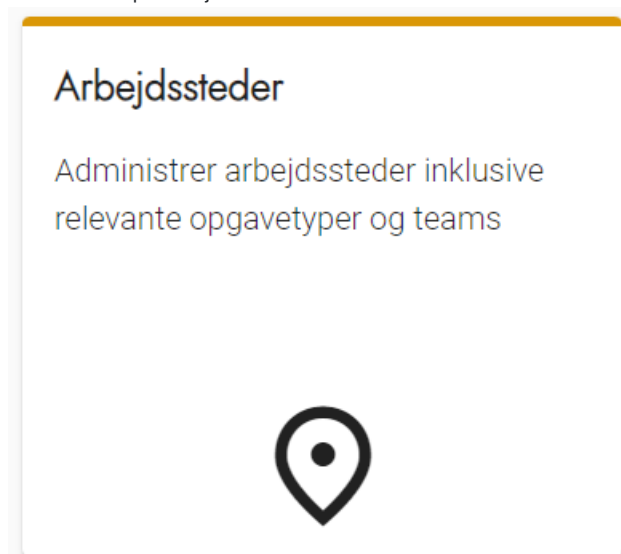 Arbejdssteder
Administrer arbejdssteder inklusive
relevante opgavetyper og teams